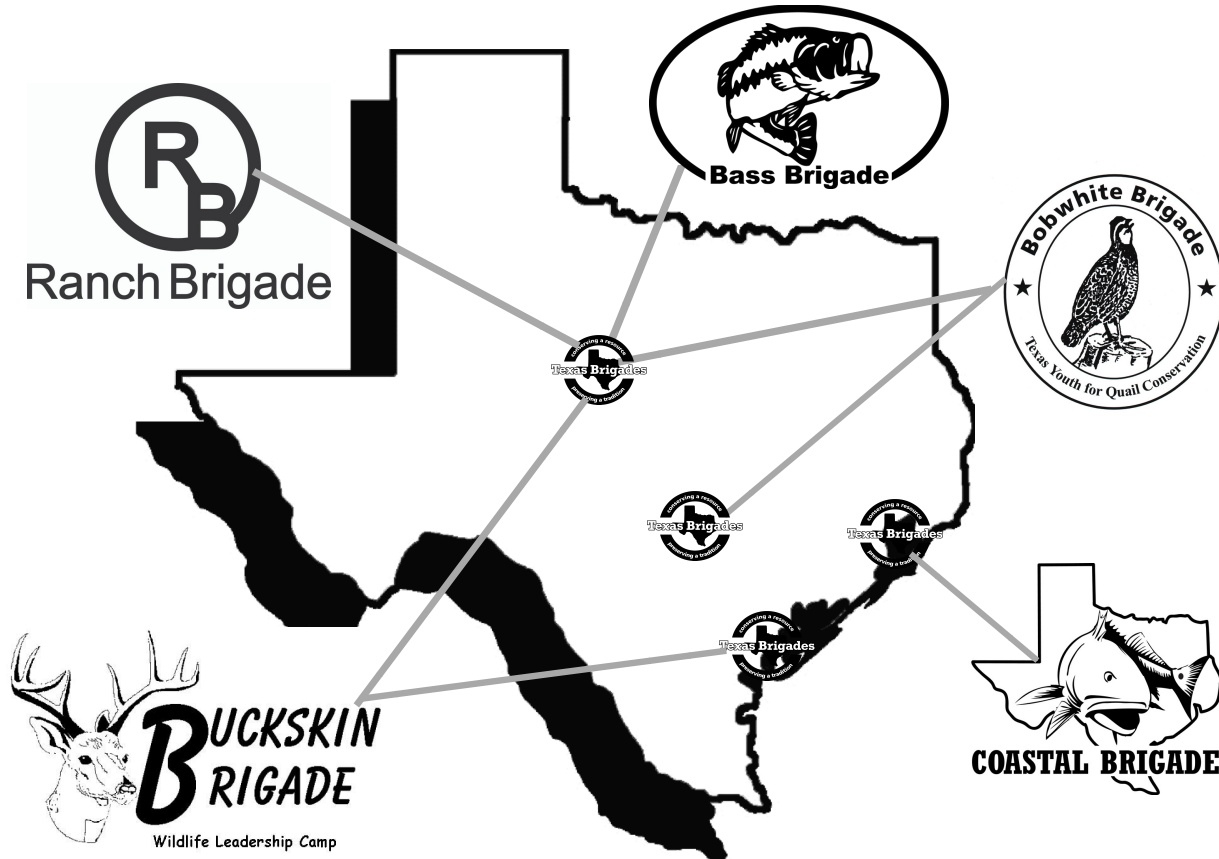 R
B
Ranch Brigade
Bass Brigade
Bobwhite Brigade
Texas Youth for Quail Conservation
conserving a resource
Texas Brigades
preserving a tradition
conserving a resource
Texas Brigades
preserving a tradition
conserving a resource
Texas Brigades
preserving a tradition
conserving a resource
Texas Brigades
preserving a tradition
BUCKSKIN
BRIGADE
Wildlife Leadership Camp
COASTAL BRIGADE